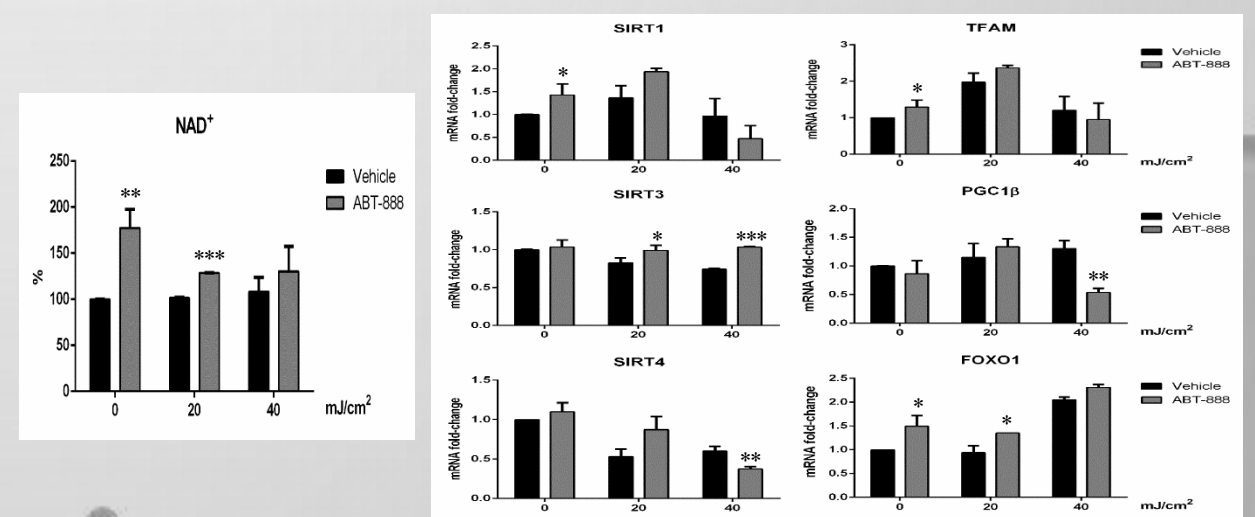 NAD+
250
200
150
100
50
0
%
**
***
0 20 40 mJ/cm2
Vehicle
ABT-888
SIRT1
mRNA fold-change
2.5
2.0
1.5
1.0
0.5
0.0
*
0 20 40
TFAM
mRNA fold-change
3
2
1
0
*
0 20 40 mJ/cm2
Vehicle
ABT-888
SIRT3
mRNA fold-change
1.5
1.0
0.5
0.0
*
***
0 20 40
PGC1β
mRNA fold-change
2.0
1.5
1.0
0.5
0.0
**
0 20 40 mJ/cm2
Vehicle
ABT-888
SIRT4
mRNA fold-change
1.5
1.0
0.5
0.0
**
0 20 40
FOXO1
mRNA fold-change
2.5
2.0
1.5
1.0
0.5
0.0
*
*
0 20 40 mJ/cm2
Vehicle
ABT-888